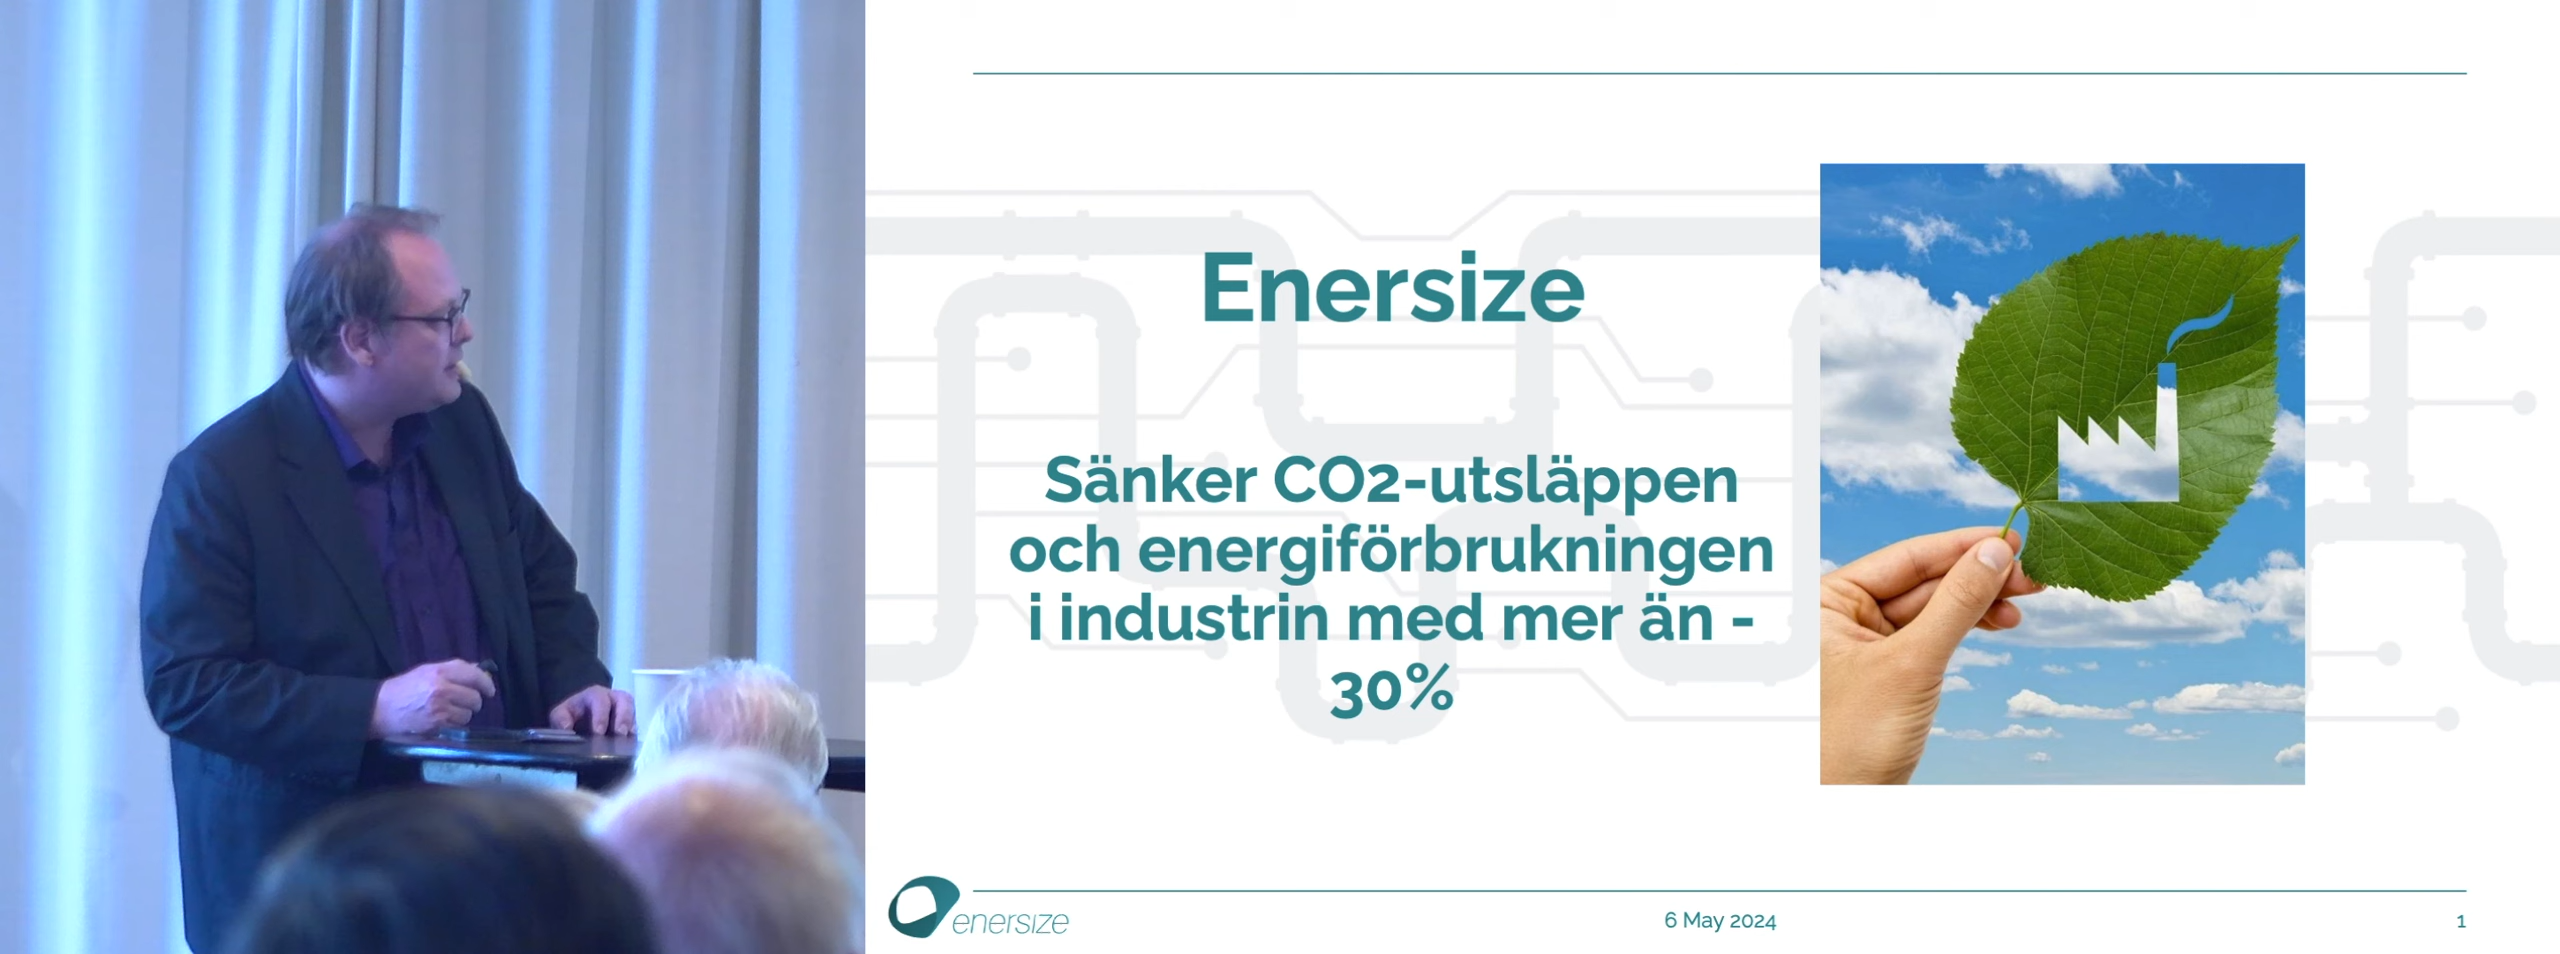 Enersize
Sänker CO2-utsläppen
och energiförbrukningen
i industrin med mer än -
30%
enersize
6 May 2024
1